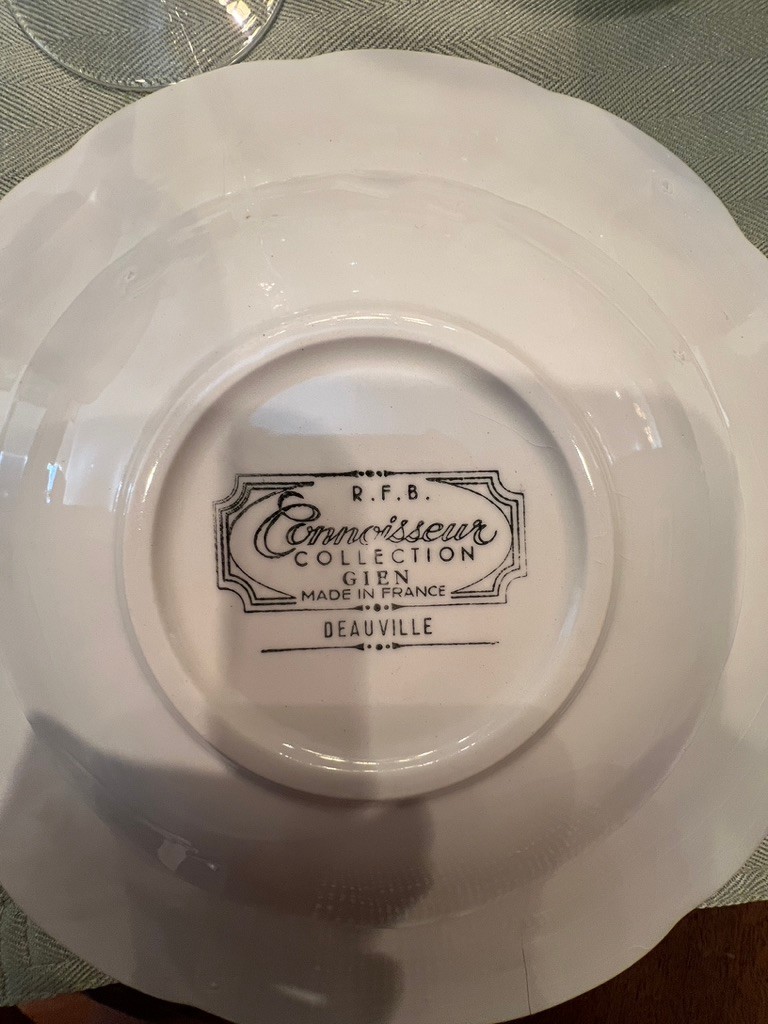 R.F.B.
Connoisseur
COLLECTION
GIEN
MADE IN FRANCE
DEAUVILLE